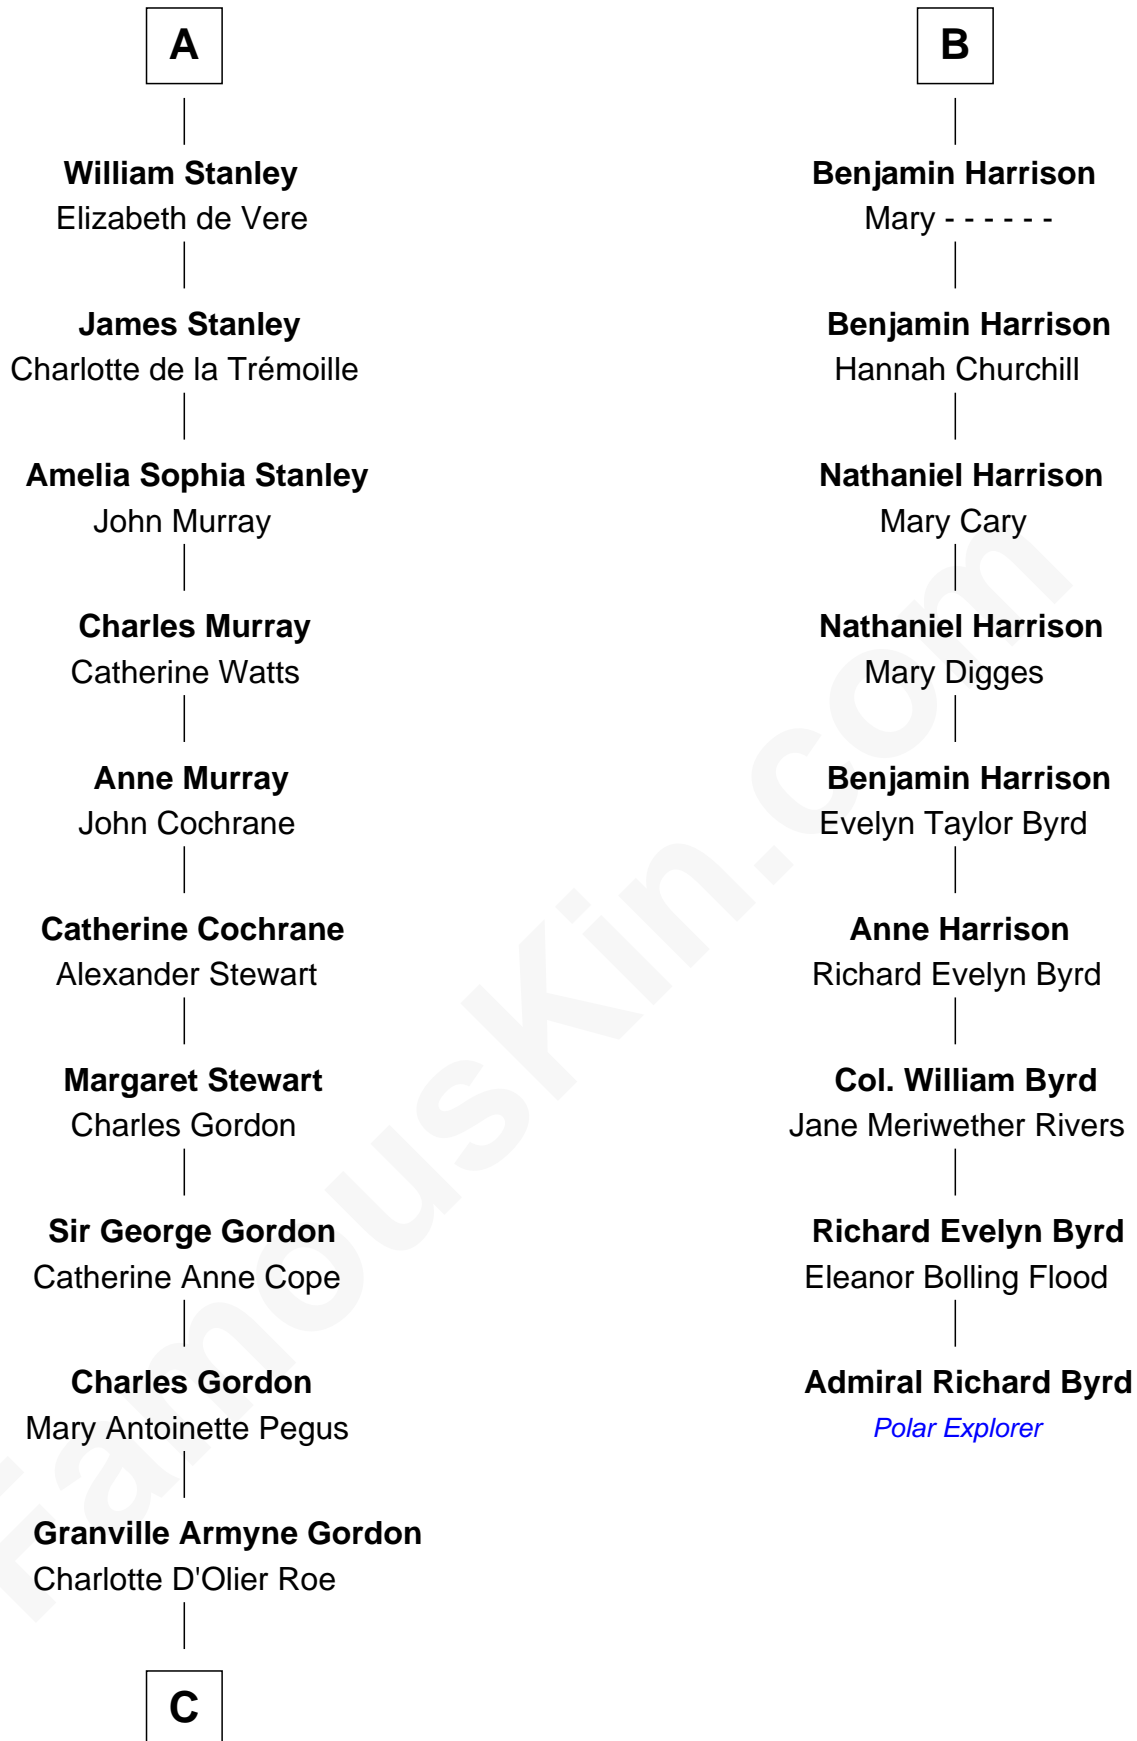 A
William Stanley
Elizabeth de Vere
James Stanley
Charlotte de la Trémoille
Amelia Sophia Stanley
John Murray
Charles Murray
Catherine Watts
Anne Murray
John Cochrane
Catherine Cochrane
Alexander Stewart
Margaret Stewart
Charles Gordon
Sir George Gordon
Catherine Anne Cope
Charles Gordon
Mary Antoinette Pegus
Granville Armyne Gordon
Charlotte D'Olier Roe
C
B
Benjamin Harrison
Mary - - - - - -
Benjamin Harrison
Hannah Churchill
Nathaniel Harrison
Mary Cary
Nathaniel Harrison
Mary Digges
Benjamin Harrison
Evelyn Taylor Byrd
Anne Harrison
Richard Evelyn Byrd
Col. William Byrd
Jane Meriwether Rivers
Richard Evelyn Byrd
Eleanor Bolling Flood
Admiral Richard Byrd
Polar Explorer
FamousKin.com